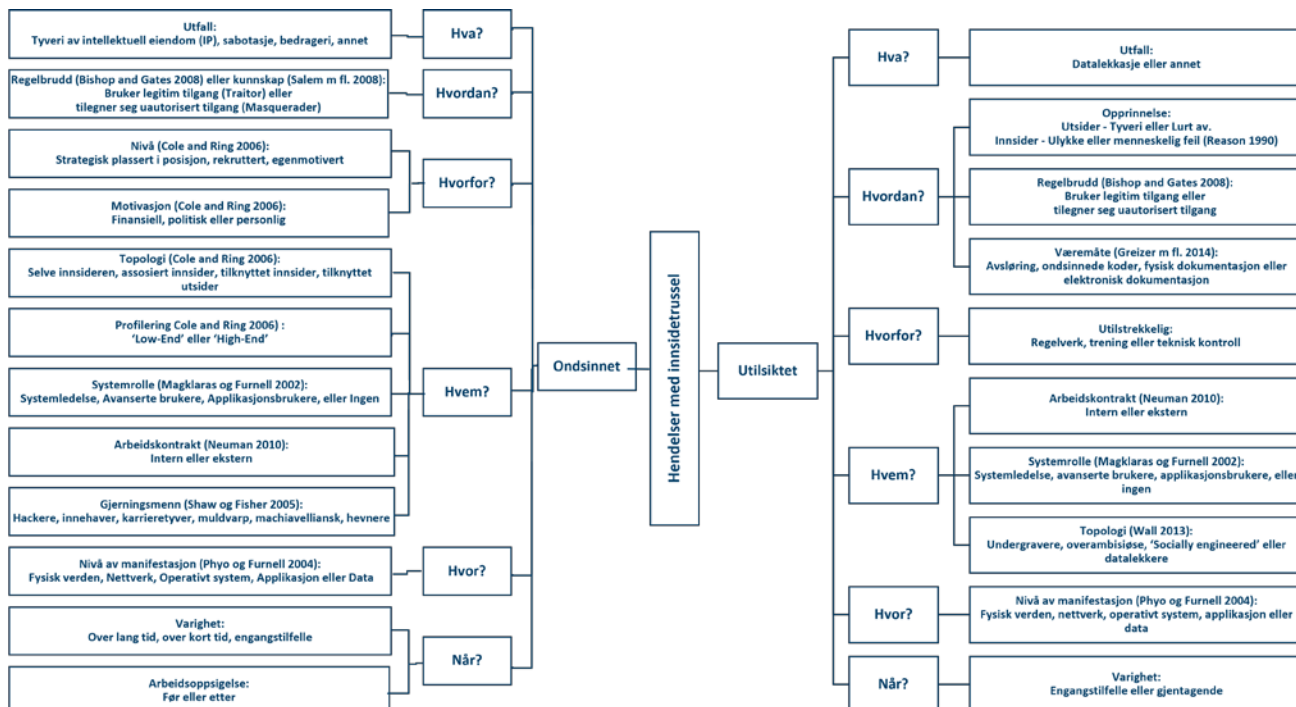 Utfall:
Tyveri av intellektuell eiendom (IP), sabotasje, bedrageri, annet
Hva?
Regelbrudd (Bishop and Gates 2008) eller kunnskap (Salem m fl. 2008):
Bruker legitim tilgang (Traitor) eller
tilegner seg uautorisert tilgang (Masquerader)
Hvordan?
Nivå (Cole and Ring 2006):
Strategisk plassert i posisjon, rekruttert, egenmotivert
Hvorfor?
Motivasjon (Cole and Ring 2006):
Finansiell, politisk eller personlig
Topologi (Cole and Ring 2006):
Selve innsideren, assosiert innsider, tilknyttet innsider, tilknyttet
utsider
Profilering Cole and Ring 2006) :
‘Low-End’ eller ‘High-End’
Systemrolle (Magklaras og Furnell 2002):
Systemledelse, Avanserte brukere, Applikasjonsbrukere, eller Ingen
Hvem?
Arbeidskontrakt (Neuman 2010):
Intern eller ekstern
Gjerningsmenn (Shaw og Fisher 2005):
Hackere, innehaver, karrieretyver, muldvarp, machiavelliansk, hevnere
Nivå av manifestasjon (Phyo og Furnell 2004):
Fysisk verden, Nettverk, Operativt system, Applikasjon eller Data
Hvor?
Varighet:
Over lang tid, over kort tid, engangstilfelle
Når?
Arbeidsoppsigelse:
Før eller etter
Ondsinnet
Hendelser med innsidetrussel
Utilsiktet
Hva?
Utfall:
Datalekkasje eller annet
Hvordan?
Opprinnelse:
Utsider - Tyveri eller Lurt av.
Innsider - Ulykke eller menneskelig feil (Reason 1990)
Regelbrudd (Bishop and Gates 2008):
Bruker legitim tilgang eller
tilegner seg uautorisert tilgang
Væremåte (Greizer m fl. 2014):
Avsløring, ondsinnede koder, fysisk dokumentasjon eller
elektronisk dokumentasjon
Hvorfor?
Utilstrekkelig:
Regelverk, trening eller teknisk kontroll
Hvem?
Arbeidskontrakt (Neuman 2010):
Intern eller ekstern
Systemrolle (Magklaras og Furnell 2002):
Systemledelse, avanserte brukere, applikasjonsbrukere, eller
ingen
Topologi (Wall 2013):
Undergravere, overambisiøse, ‘Socially engineered’ eller
datalekkere
Hvor?
Nivå av manifestasjon (Phyo og Furnell 2004):
Fysisk verden, nettverk, operativt system, applikasjon eller
data
Når?
Varighet:
Engangstilfelle eller gjentagende